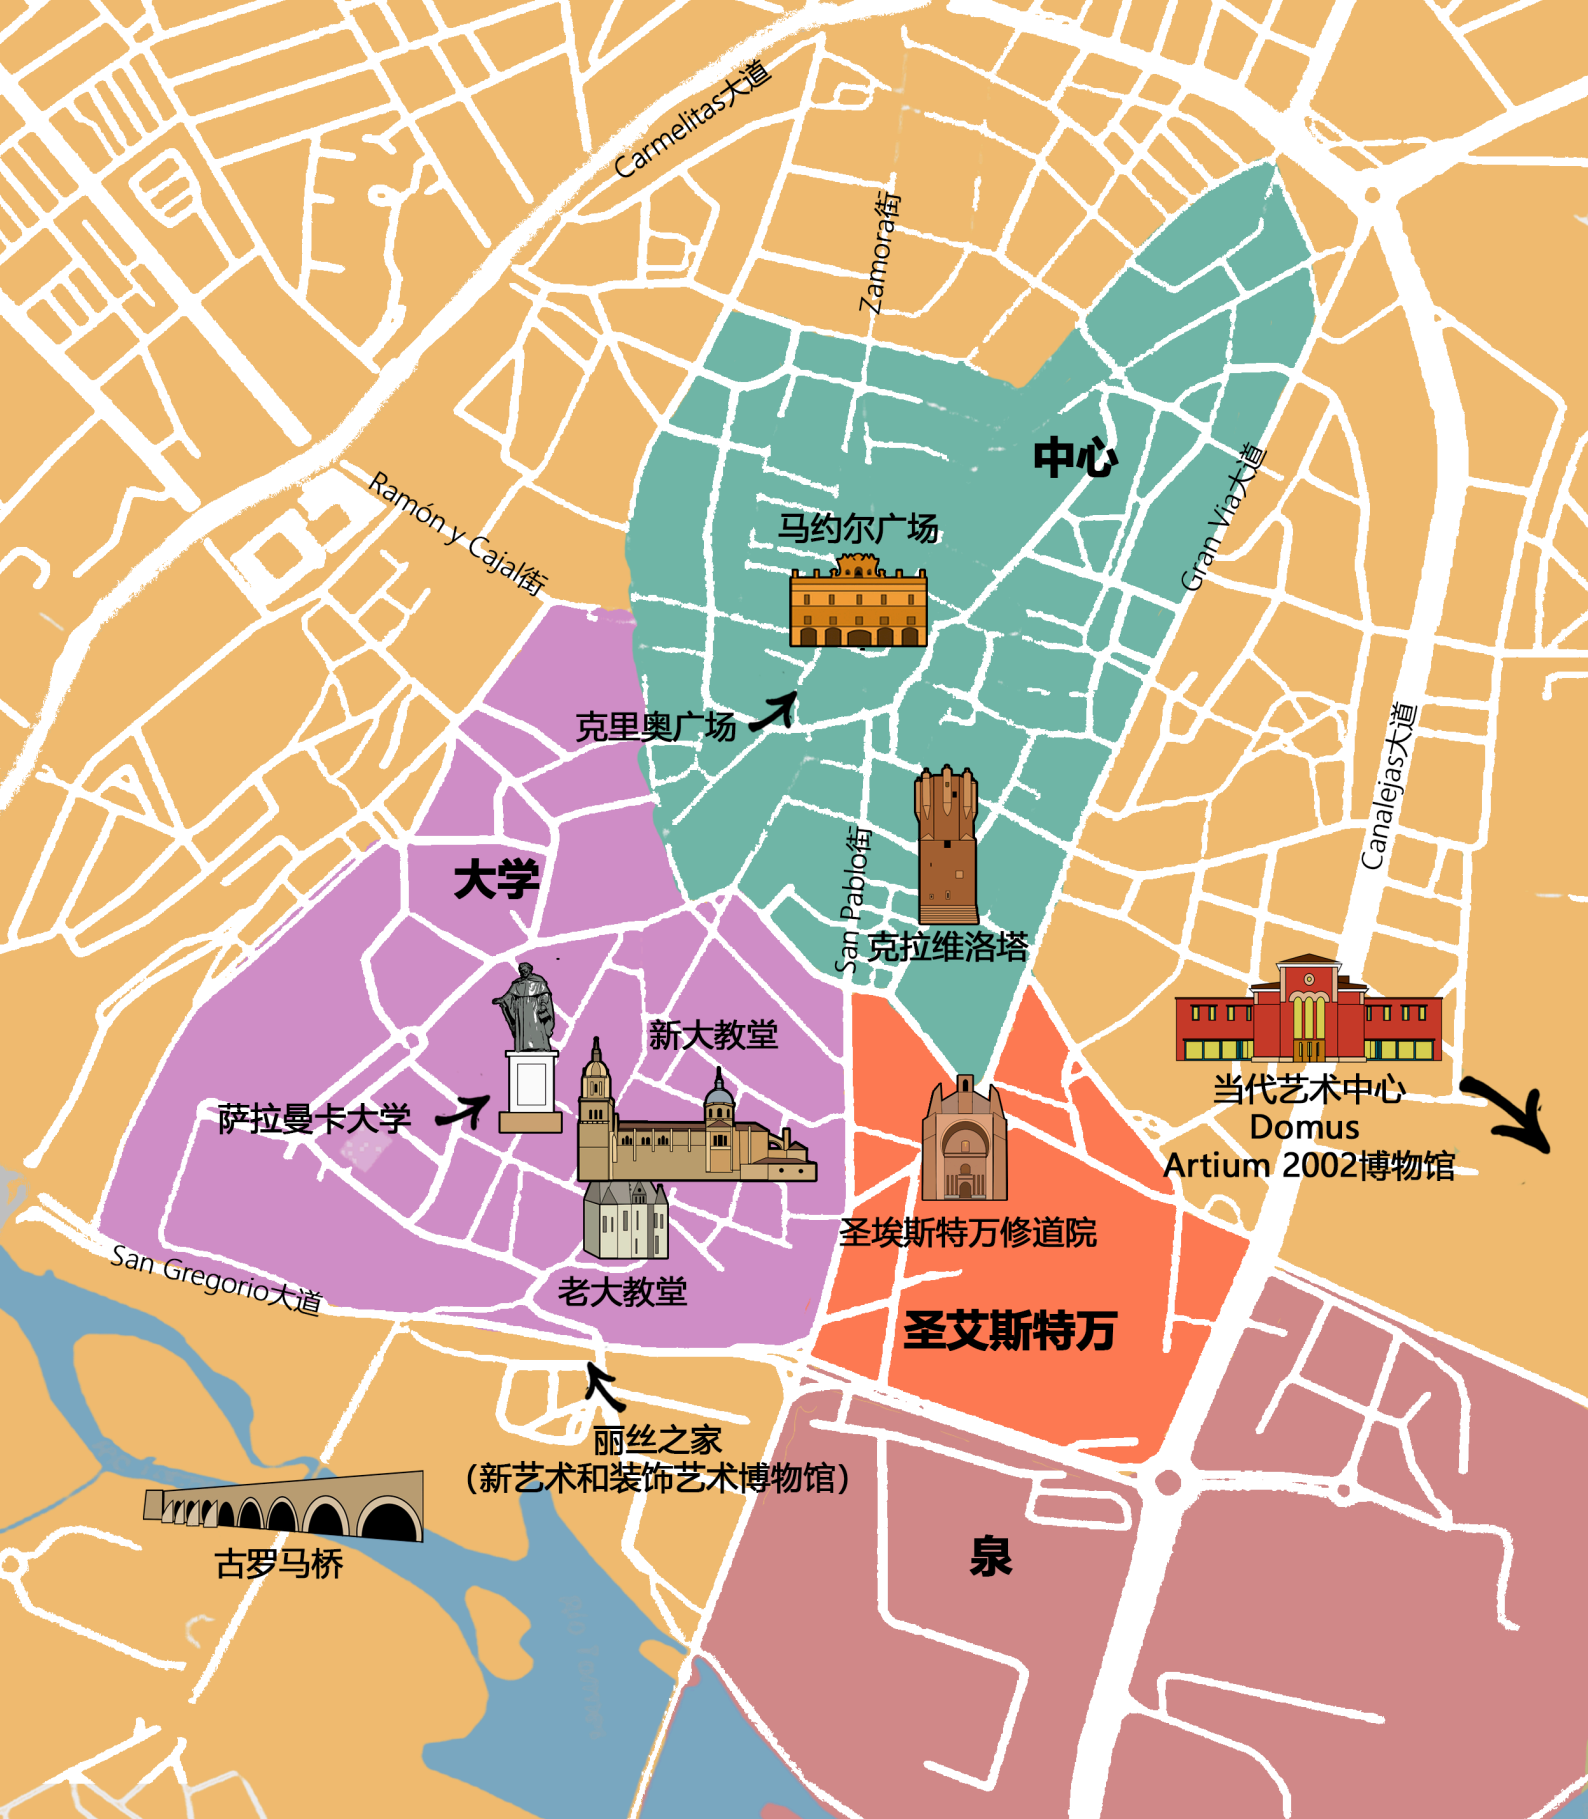 Carmelitas大道
Zamora街
中心
Gran Via大道
Ramón y Cajal街
马约尔广场
克里奥广场
Canalejas大道
San Pablo街
大学
克拉维洛塔
新大教堂
当代艺术中心
Domus
Artium 2002博物馆
萨拉曼卡大学
圣埃斯特万修道院
San Gregorio大道
老大教堂
圣艾斯特万
丽丝之家
（新艺术和装饰艺术博物馆）
古罗马桥
泉